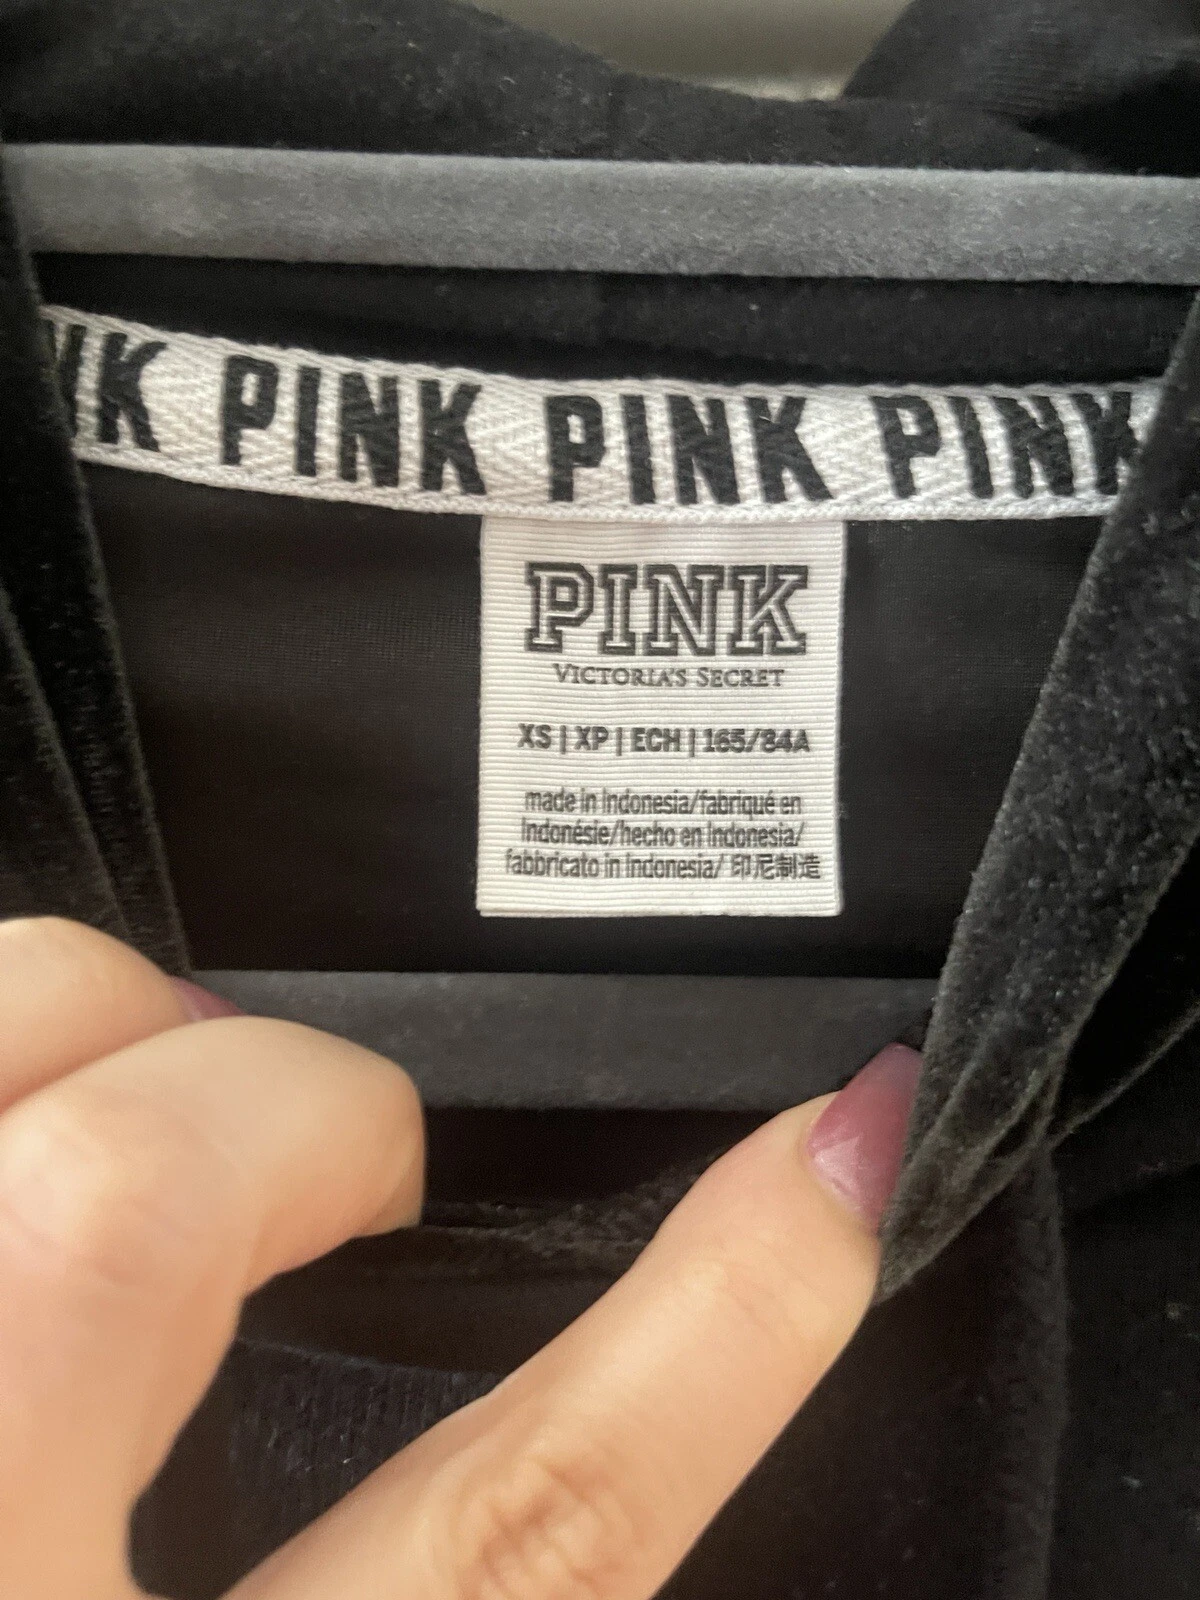 PINK PINK PINK
PINK
VICTORIA'S SECRET
XS | XP | ECH | 165/84A
made in Indonesia/fabriqué en
Indonésie/hecho en Indonesia/
fabbricato in Indonesia/ 印尼制造